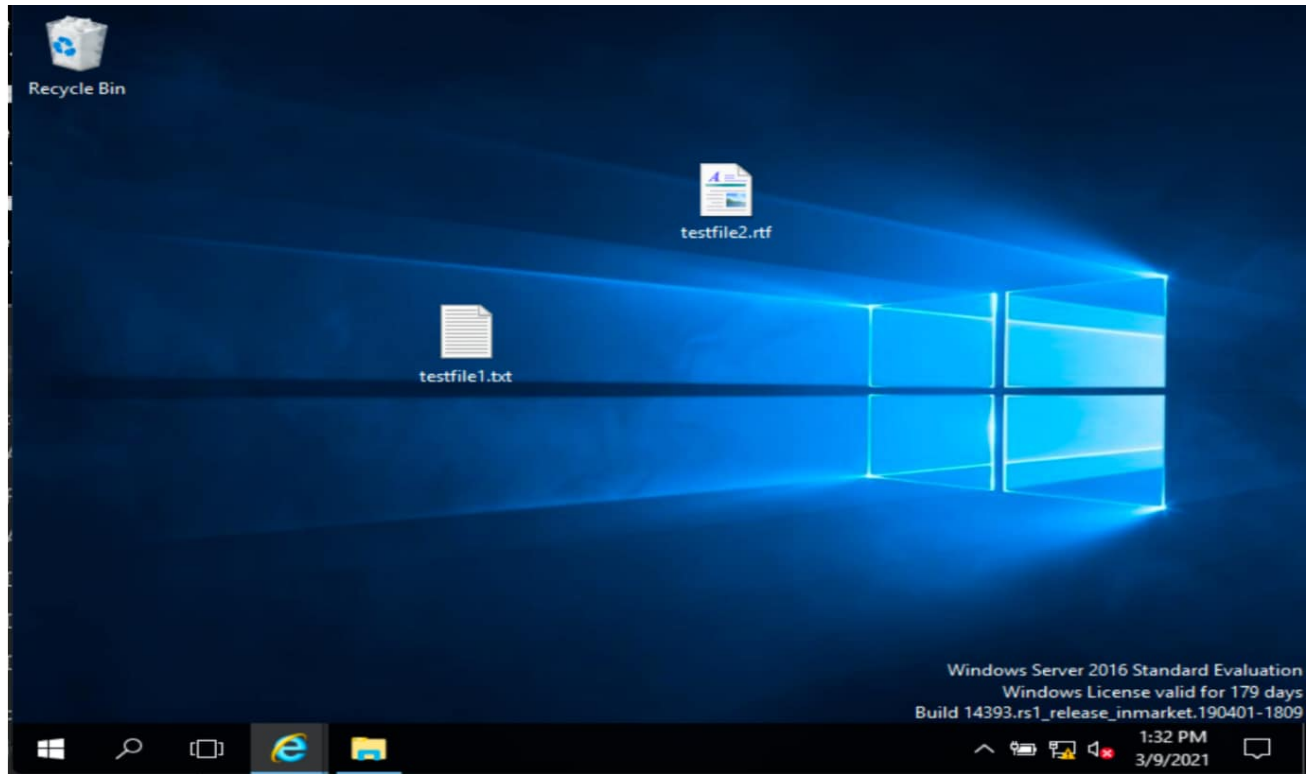 Recycle Bin
testfile2.rtf
testfile1.txt
Windows Server 2016 Standard Evaluation
Windows License valid for 179 days
Build 14393.rs1_release_inmarket.190401-1809
1:32 PM
3/9/2021